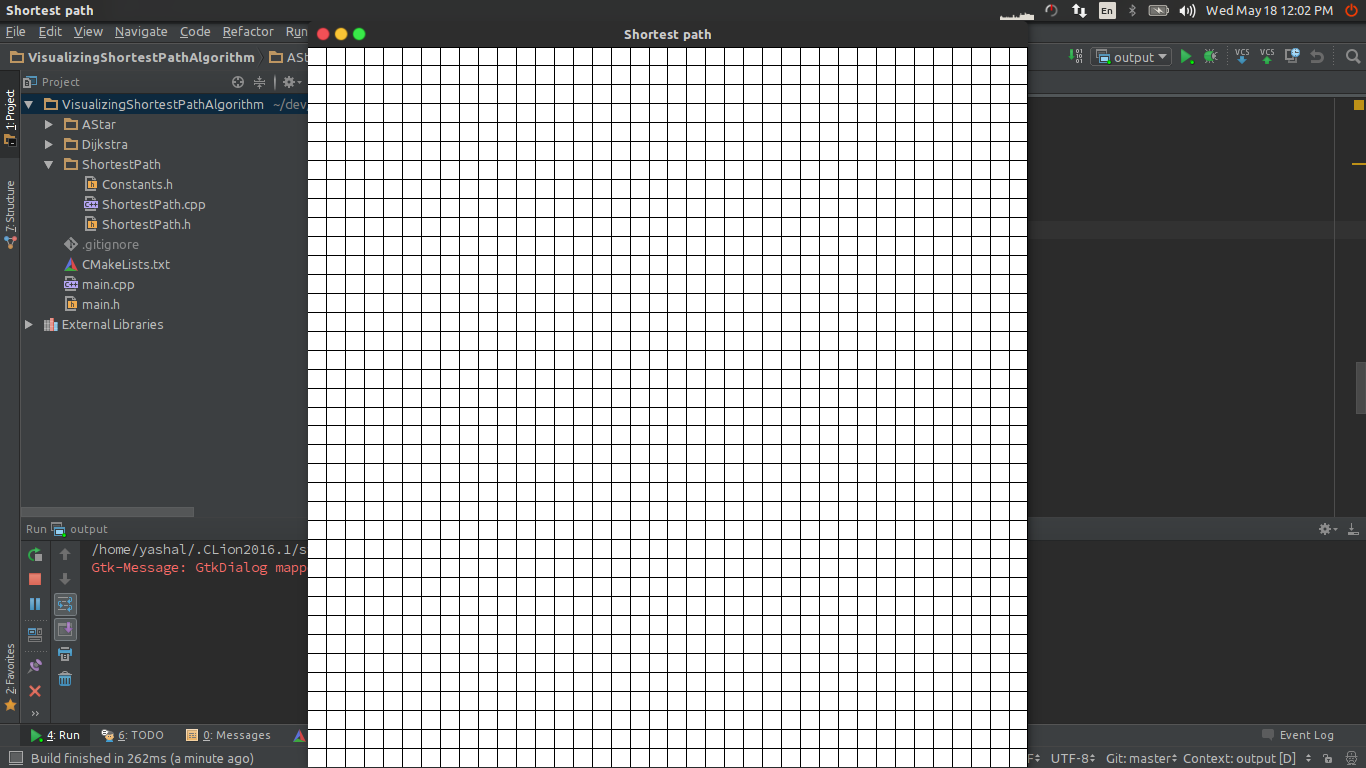 Shortest path
En
Wed May 18 12:02 PM
File Edit View Navigate Code Refactor Run
Shortest path
VisualizingShortestPathAlgorithm
output
VCS VCS
1: Project
Project
VisualizingShortestPathAlgorithm ~/dev
AStar
Dijkstra
ShortestPath
Constants.h
ShortestPath.cpp
ShortestPath.h
.gitignore
CMakeLists.txt
main.cpp
main.h
External Libraries
7: Structure
2: Favorites
Run output
/home/yashal/.CLion2016.1/s
Gtk-Message: GtkDialog mapp
4: Run 6: TODO 0: Messages
Event Log
Build finished in 262ms (a minute ago)
UTF-8 Git: master Context: output [D]